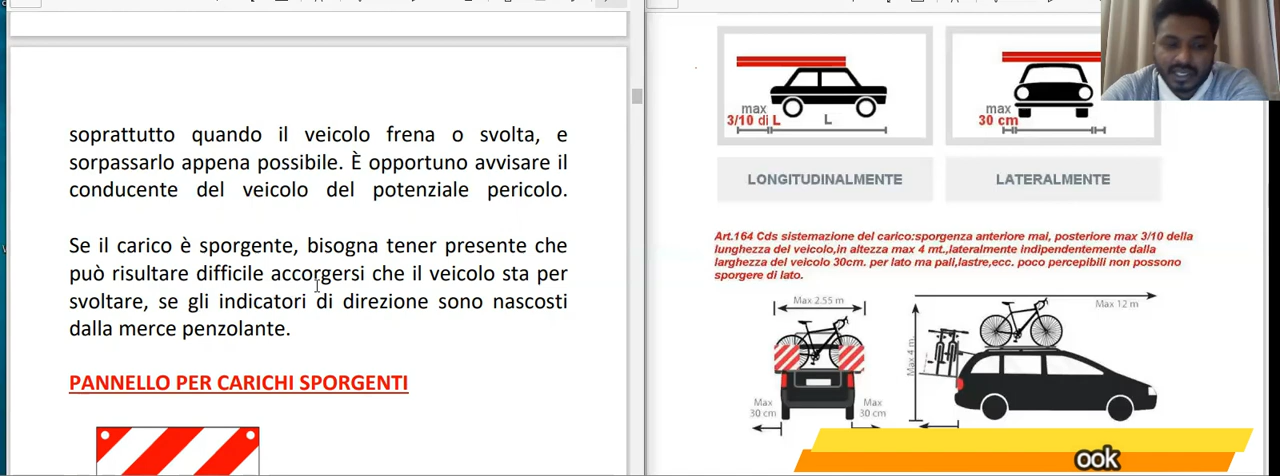 soprattutto quando il veicolo frena o svolta, e
sorpassarlo appena possibile. È opportuno avvisare il
conducente del veicolo del potenziale pericolo.
Se il carico è sporgente, bisogna tener presente che
può risultare difficile accorgersi che il veicolo sta per
svoltare, se gli indicatori di direzione sono nascosti
dalla merce penzolante.
PANNELLO PER CARICHI SPORGENTI
max
3/10 di L
L
max
30 cm
LONGITUDINALMENTE
LATERALMENTE
Art.164 Cds sistemazione del carico:sporgenza anteriore mai, posteriore max 3/10 della
lunghezza del veicolo,in altezza max 4 mt.,lateralmente indipendentemente dalla
larghezza del veicolo 30cm. per lato ma pali,lastre,ecc. poco percepibili non possono
sporgere di lato.
Max 2.55 m
Max
30 cm
Max
30 cm
Max 12 m
Max 4 m
ook